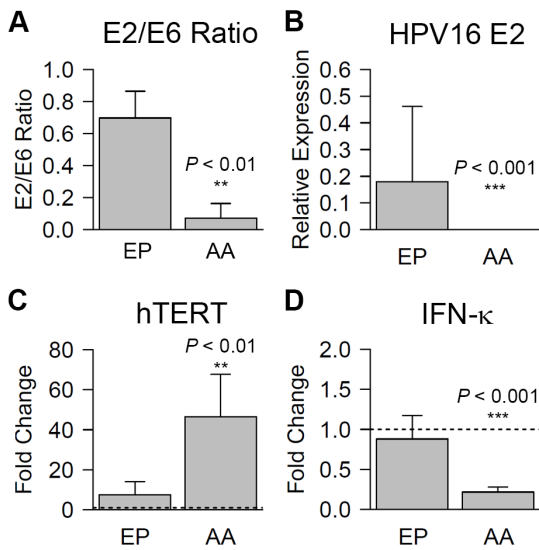 A
E2/E6 Ratio
E2/E6 Ratio
1.0
0.8
0.6
0.4
0.2
0.0
P < 0.01
**
EP
AA
B
HPV16 E2
Relative Expression
0.6
0.5
0.4
0.3
0.2
0.1
0.0
P < 0.001
***
EP
AA
C
hTERT
Fold Change
80
60
40
20
0
P < 0.01
**
EP
AA
D
IFN-κ
Fold Change
2.0
1.5
1.0
0.5
0.0
P < 0.001
***
EP
AA